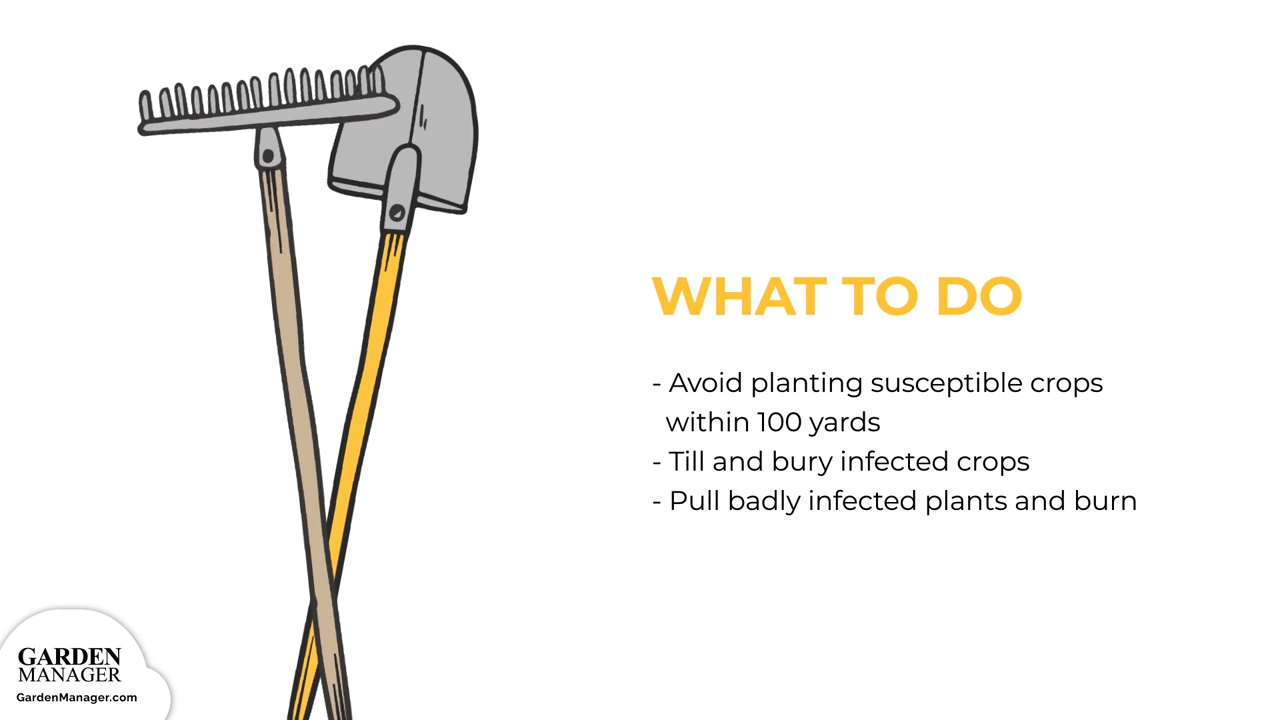 WHAT TO DO
- Avoid planting susceptible crops
within 100 yards
- Till and bury infected crops
- Pull badly infected plants and burn
GARDEN
MANAGER
GardenManager.com